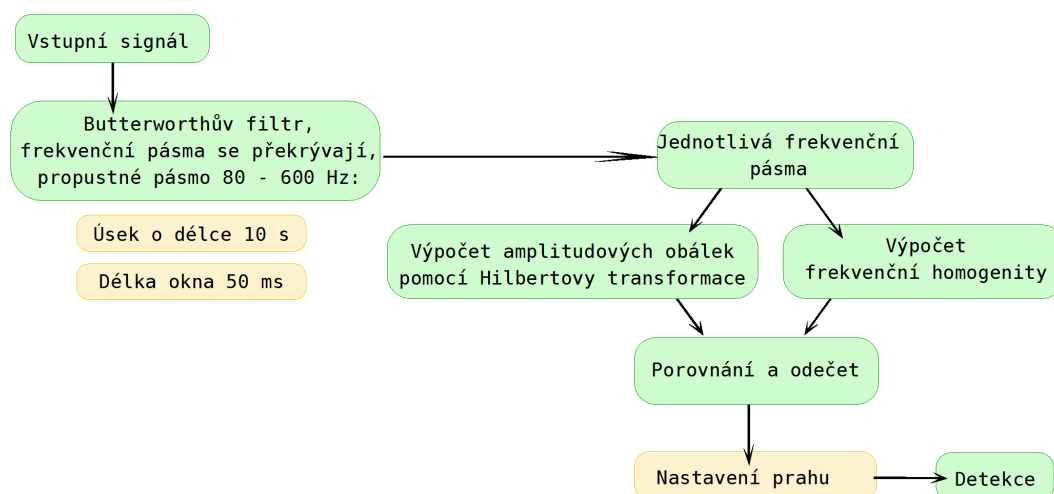 Vstupní signál
Butterworthův filtr,
frekvenční pásma se překrývají,
propustné pásmo 80 - 600 Hz:
Úsek o délce 10 s
Délka okna 50 ms
Jednotlivá frekvenční
pásma
Výpočet amplitudových obálek
pomocí Hilbertovy transformace
Výpočet
frekvenční homogenity
Porovnání a odečet
Nastavení prahu
Detekce